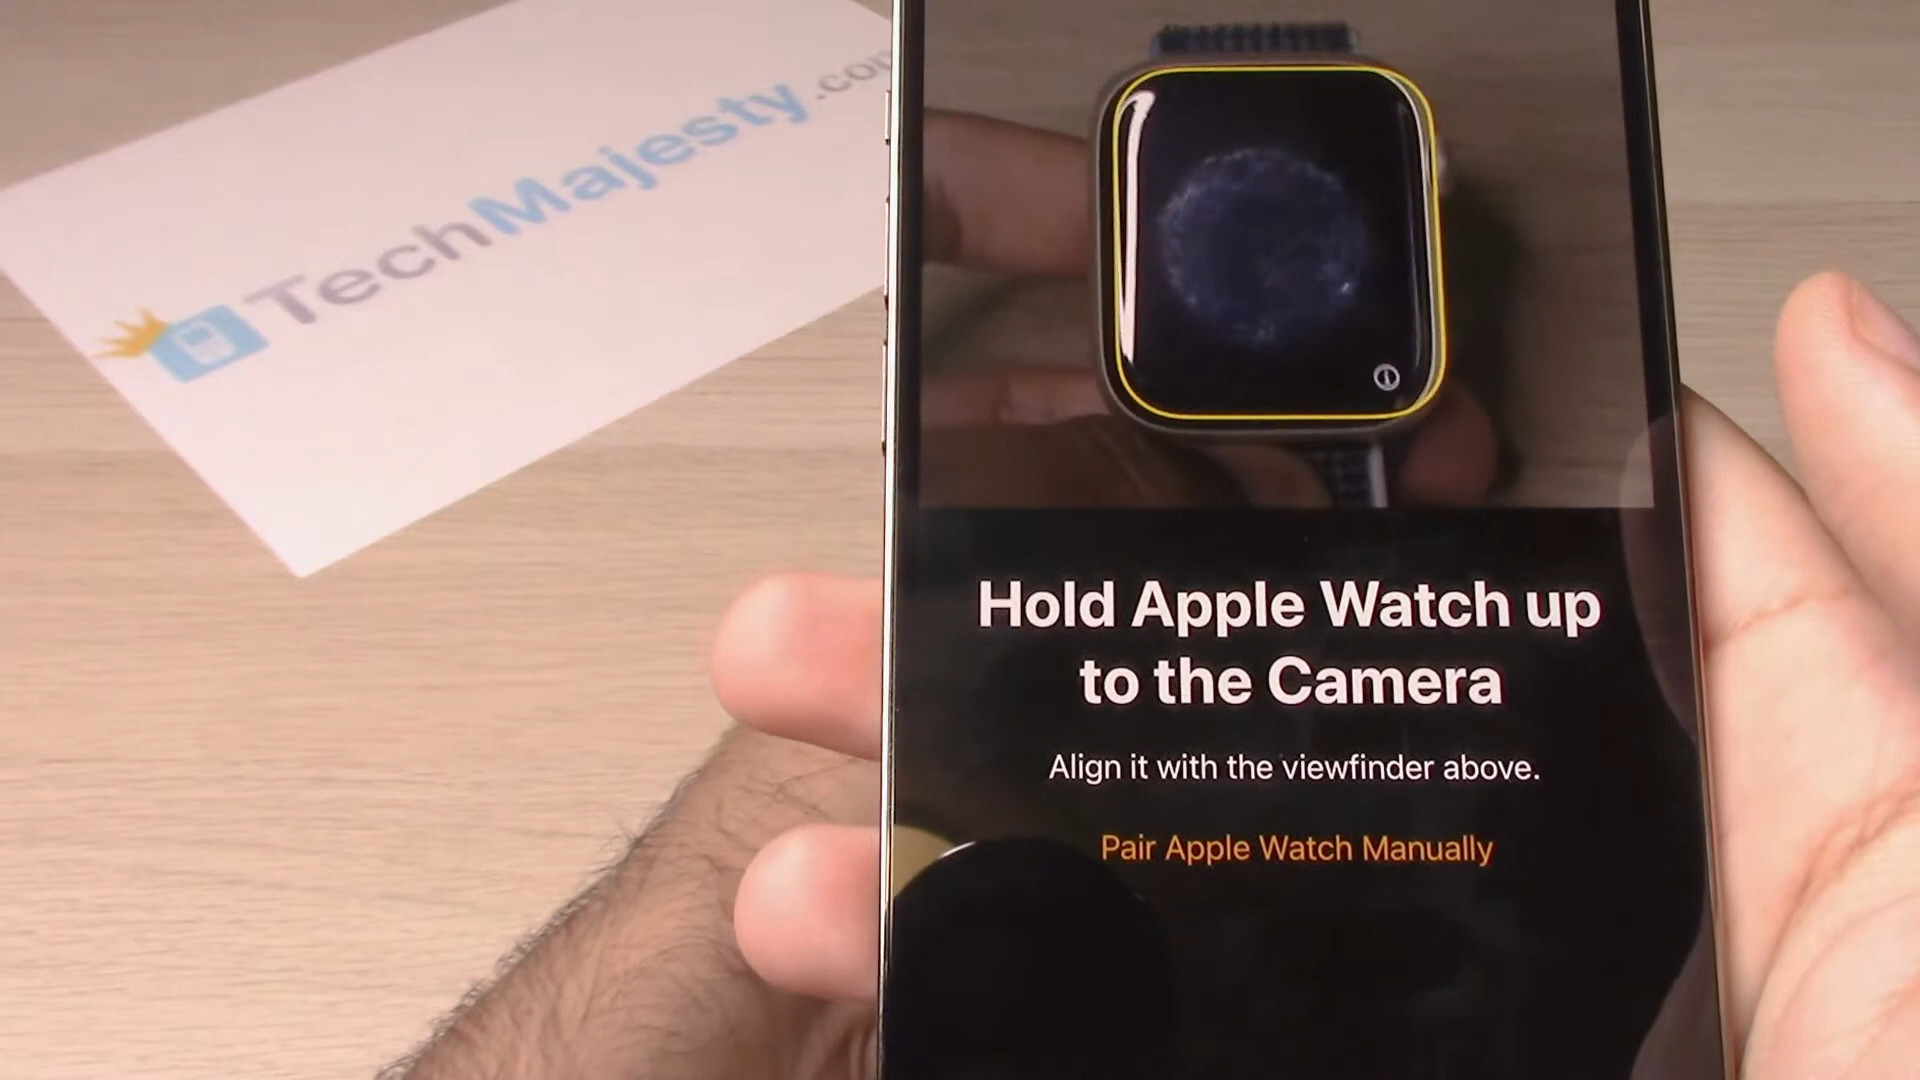 TechMajesty.com
Hold Apple Watch up
to the Camera
Align it with the viewfinder above.
Pair Apple Watch Manually